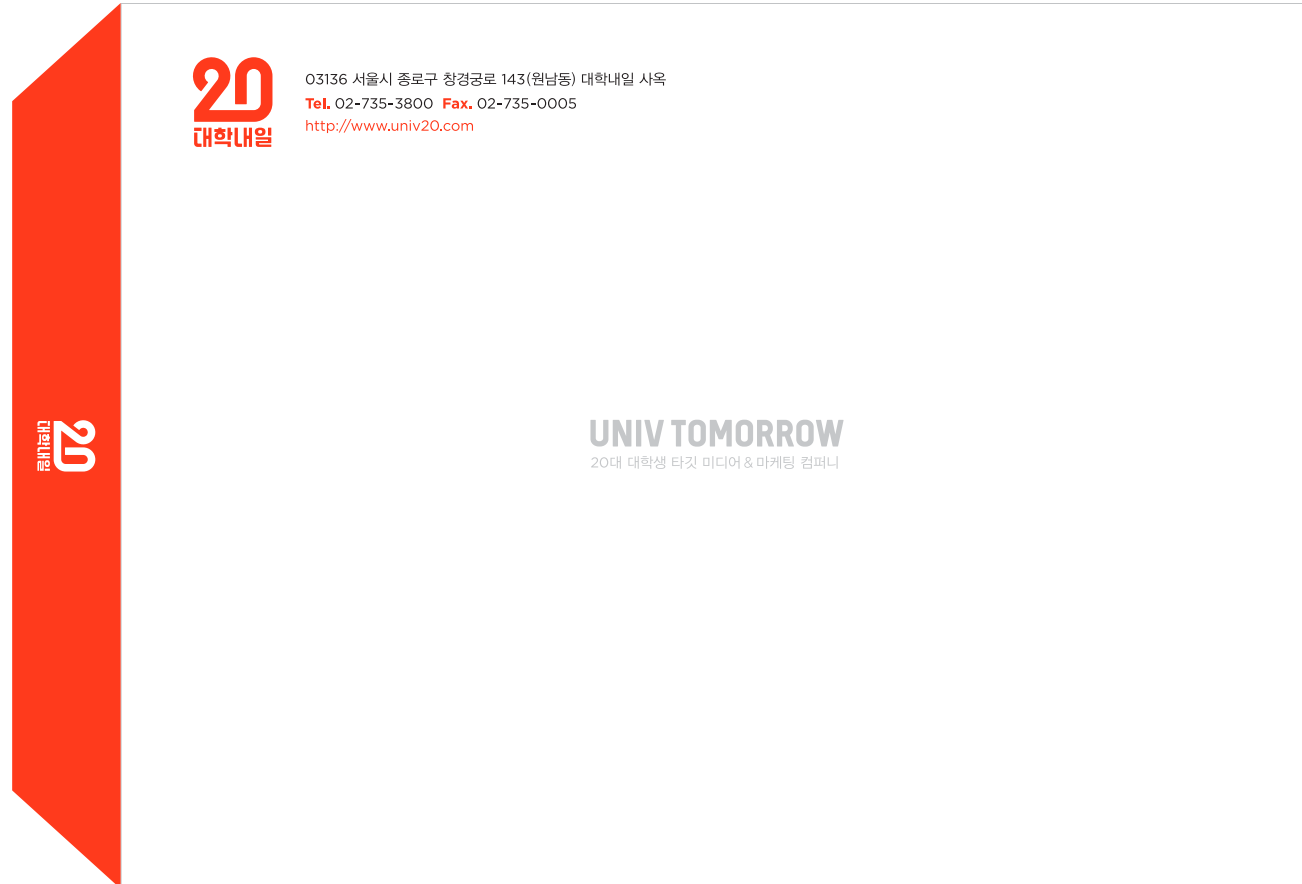 20
대학내일
03136 서울시 종로구 창경궁로 143(원남동) 대학내일 사옥
Tel. 02-735-3800 Fax. 02-735-0005
http://www.univ20.com
20
대학내일
UNIV TOMORROW
20대 대학생 타깃 미디어 & 마케팅 컴퍼니